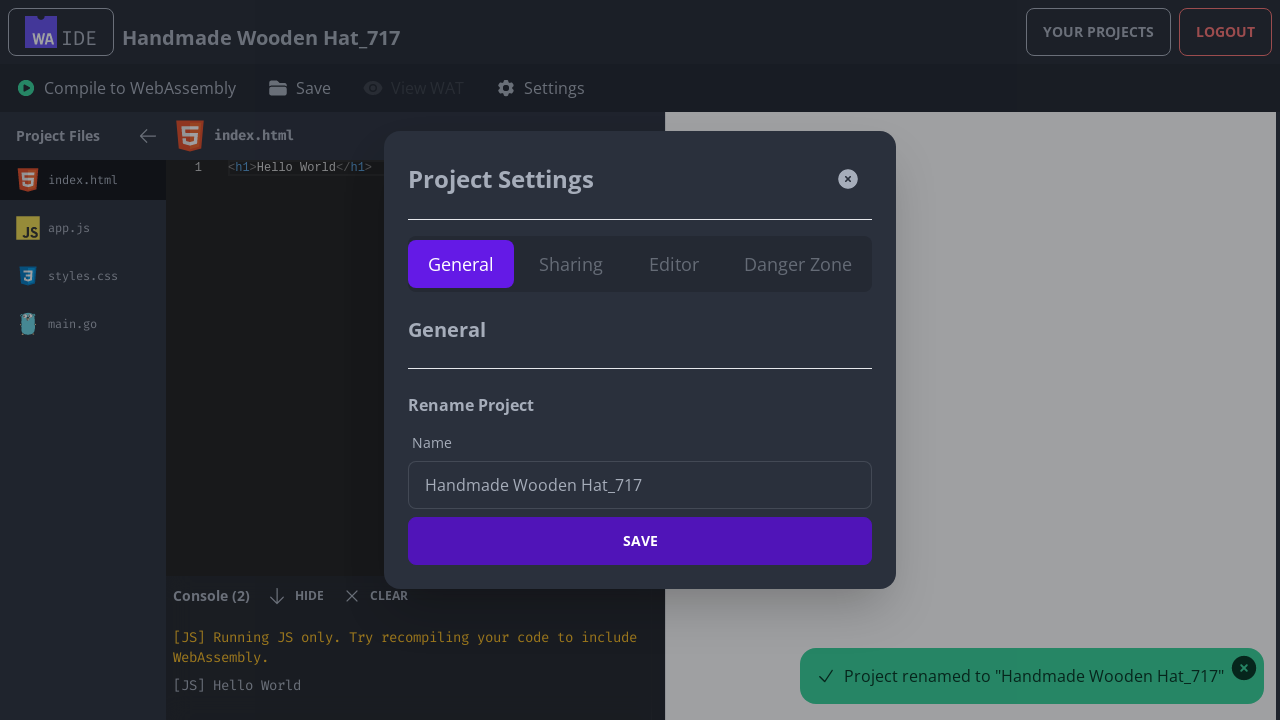 WA IDE Handmade Wooden Hat_717 YOUR PROJECTS LOGOUT
Compile to WebAssembly Save View WAT Settings
Project Files index.html
index.html
app.js
JS
styles.css
main.go
1 <h1>Hello World</h1>
Project Settings
General Sharing Editor Danger Zone
General
Rename Project
Name
Handmade Wooden Hat_717
SAVE
Console (2) HIDE CLEAR
[JS] Running JS only. Try recompiling your code to include
WebAssembly.
[JS] Hello World
Project renamed to "Handmade Wooden Hat_717"